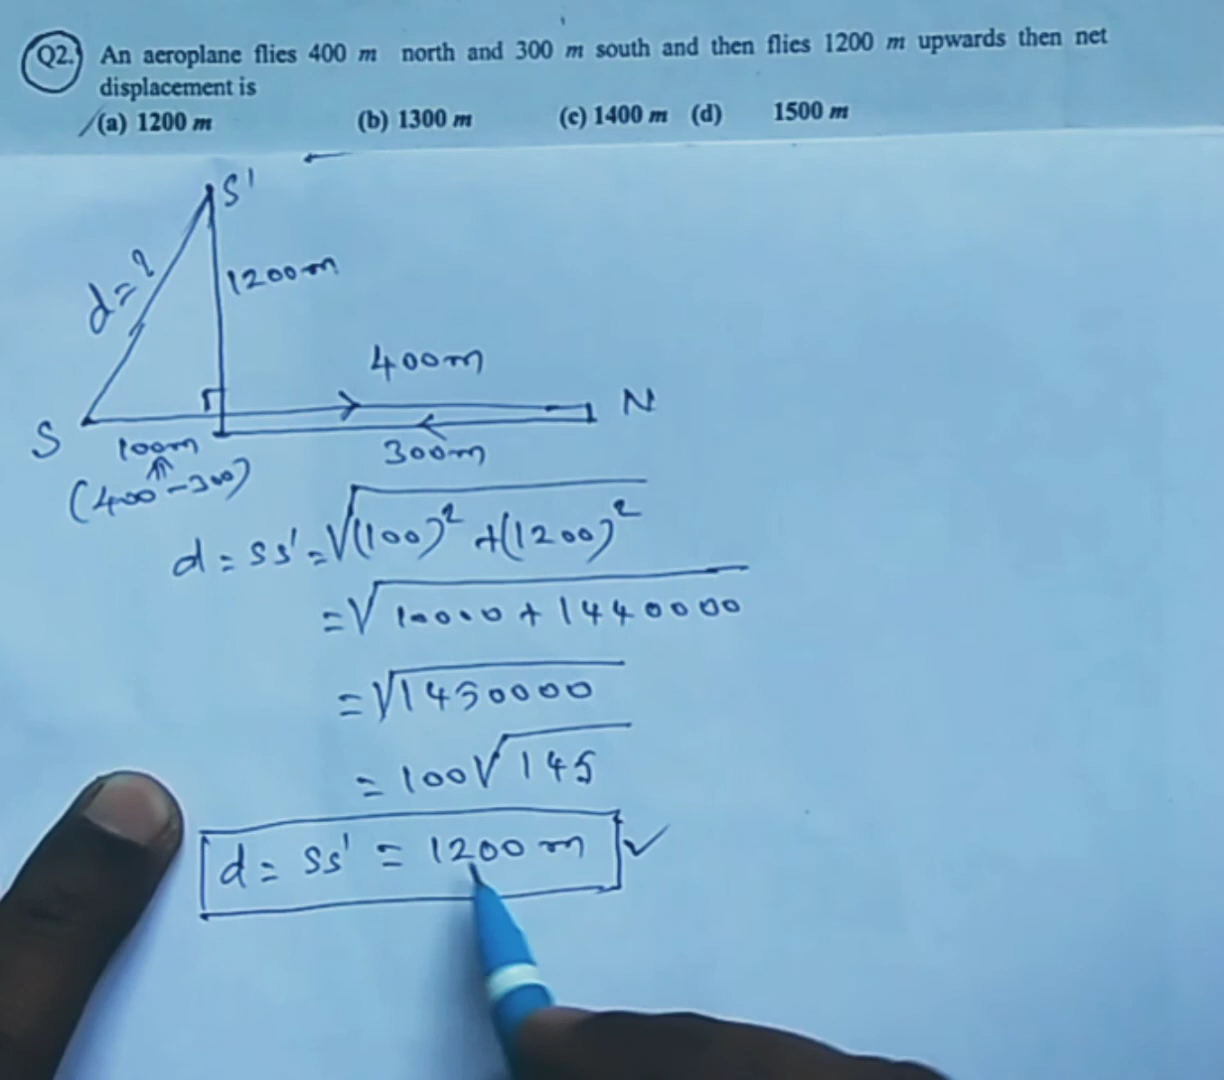 Q2. An aeroplane flies 400 m north and 300 m south and then flies 1200 m upwards then net
displacement is
(a) 1200 m (b) 1300 m (c) 1400 m (d) 1500 m
S'
d = ?
1200m
400m
S N
100m
300m
(400 - 300)
d = SS' = √(100)² + (1200)²
= √10000 + 1440000
= √1450000
= 100√145
d = SS' = 1200 m ✓